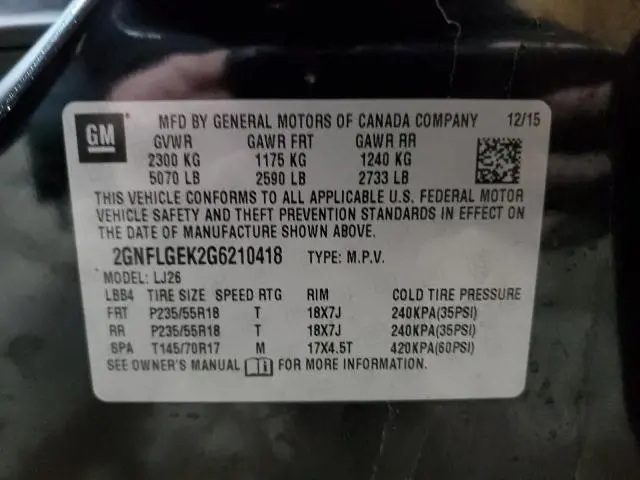 GM
MFD BY GENERAL MOTORS OF CANADA COMPANY 12/15
GVWR GAWR FRT GAWR RR
2300 KG 1175 KG 1240 KG
5070 LB 2590 LB 2733 LB
THIS VEHICLE CONFORMS TO ALL APPLICABLE U.S. FEDERAL MOTOR
VEHICLE SAFETY AND THEFT PREVENTION STANDARDS IN EFFECT ON
THE DATE OF MANUFACTURE SHOWN ABOVE.
2GNFLGEK2G6210418 TYPE: M.P.V.
MODEL: LJ26
LBB4 TIRE SIZE SPEED RTG RIM COLD TIRE PRESSURE
FRT P235/55R18 T 18X7J 240KPA(35PSI)
RR P235/55R18 T 18X7J 240KPA(35PSI)
SPA T145/70R17 M 17X4.5T 420KPA(60PSI)
SEE OWNER'S MANUAL FOR MORE INFORMATION.